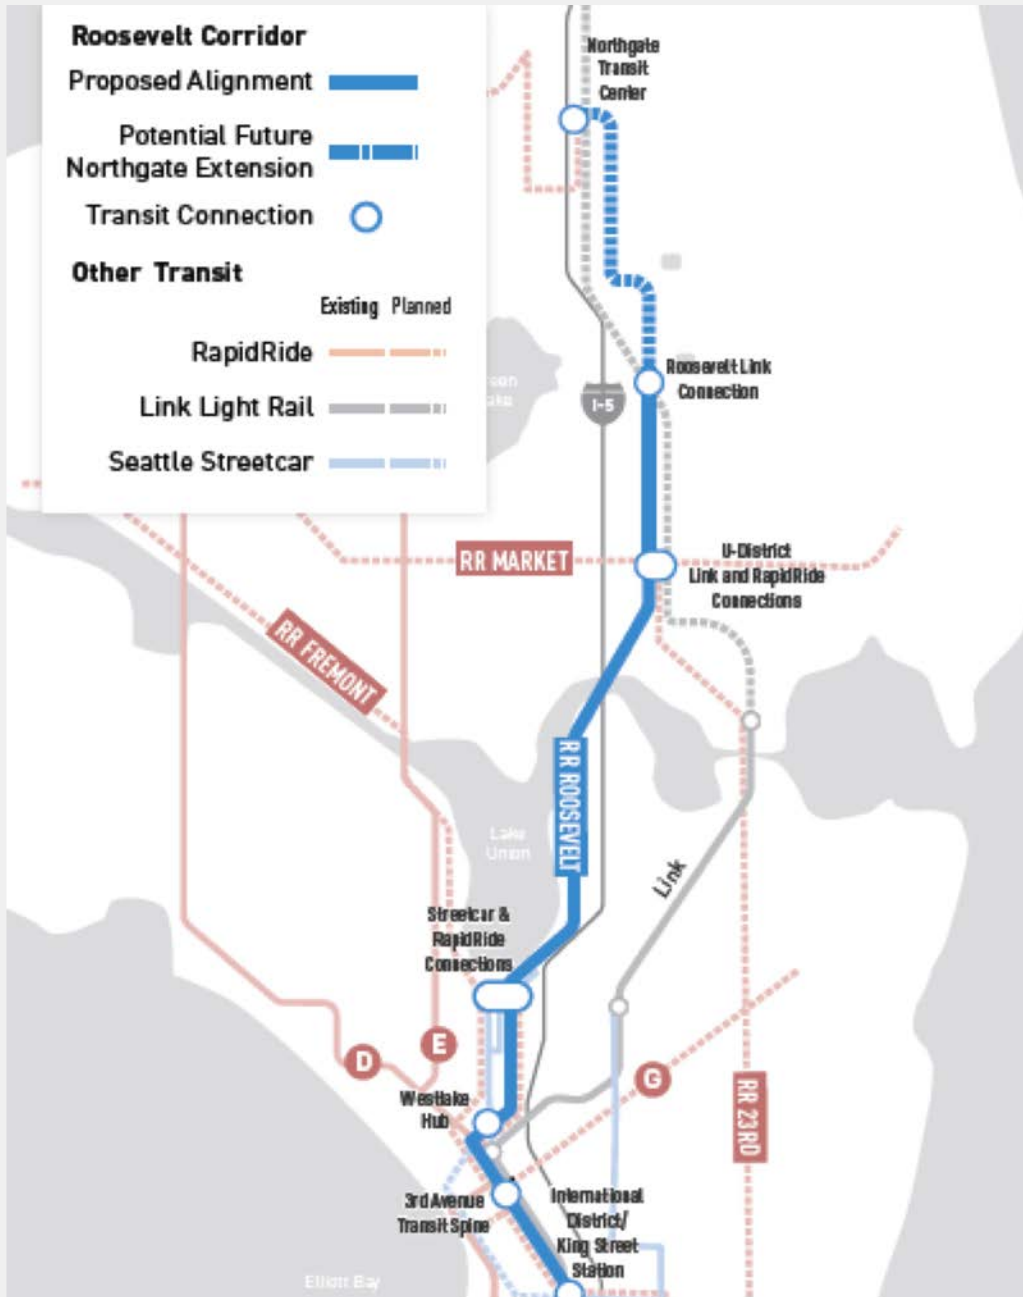 Roosevelt Corridor
Proposed Alignment
Potential Future
Northgate Extension
Transit Connection
Other Transit
Existing Planned
RapidRide
Link Light Rail
Seattle Streetcar
Northgate
Transit
Center
Roosevelt Link
Connection
I-5
RR MARKET
U-District
Link and RapidRide
Connections
RR FREMONT
RR ROOSEVELT
Lake
Union
Link
Streetcar &
RapidRide
Connections
D
E
G
RR 23RD
Westlake
Hub
3rd Avenue
Transit Spine
International
District/
King Street
Station
Elliott Bay